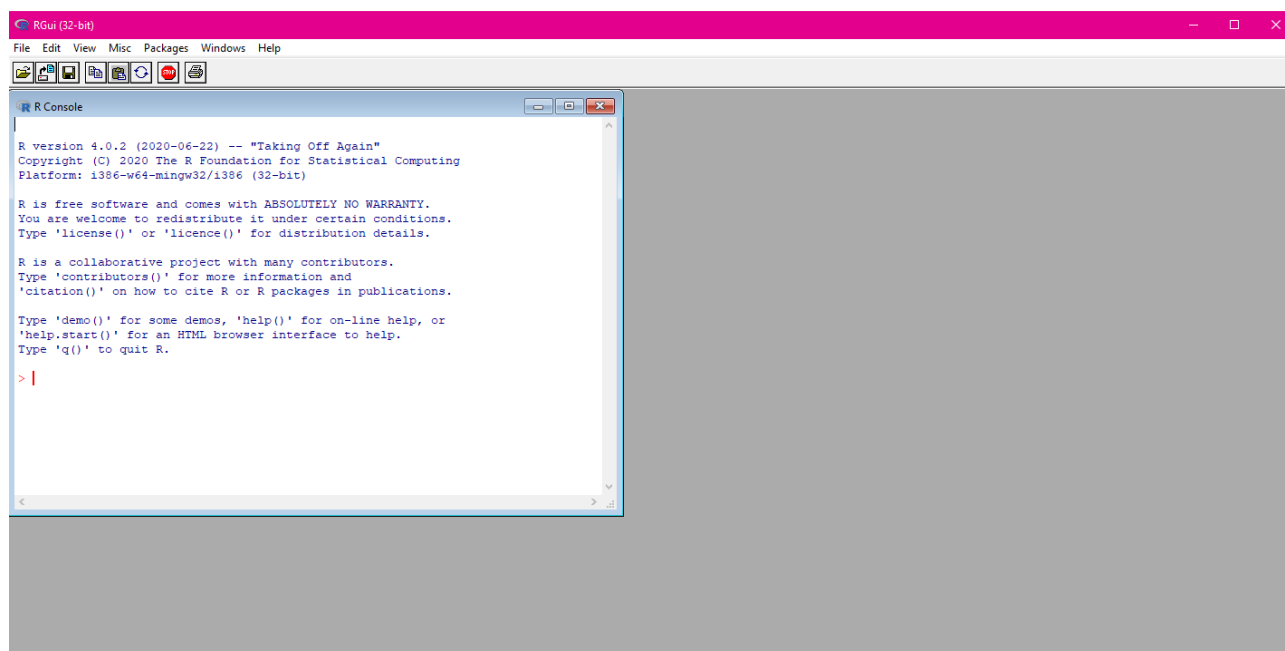 RGui (32-bit)
File Edit View Misc Packages Windows Help
STOP
R Console
R version 4.0.2 (2020-06-22) -- "Taking Off Again"
Copyright (C) 2020 The R Foundation for Statistical Computing
Platform: i386-w64-mingw32/i386 (32-bit)
R is free software and comes with ABSOLUTELY NO WARRANTY.
You are welcome to redistribute it under certain conditions.
Type 'license()' or 'licence()' for distribution details.
R is a collaborative project with many contributors.
Type 'contributors()' for more information and
'citation()' on how to cite R or R packages in publications.
Type 'demo()' for some demos, 'help()' for on-line help, or
'help.start()' for an HTML browser interface to help.
Type 'q()' to quit R.
>